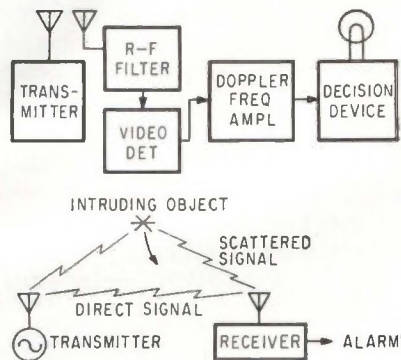 TRANS-
MITTER
R-F
FILTER
VIDEO
DET
DOPPLER
FREQ
AMPL
DECISION
DEVICE
INTRUDING OBJECT
SCATTERED
SIGNAL
DIRECT SIGNAL
TRANSMITTER
RECEIVER
ALARM